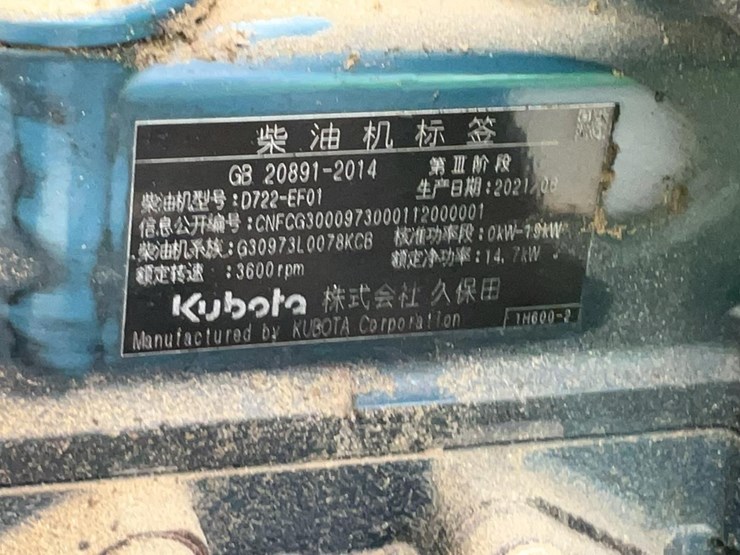 柴油机标签
GB 20891-2014 第Ⅲ阶段
柴油机型号:D722-EF01 生产日期:2021/08
信息公开编号:CNFCG3000973000112000001
柴油机系族:G30973L0078KCB 核准功率段:0kW-19kW
额定转速:3600rpm 额定净功率:14.7kW
Kubota 株式会社 久保田
Manufactured by KUBOTA Corporation 1H600-2